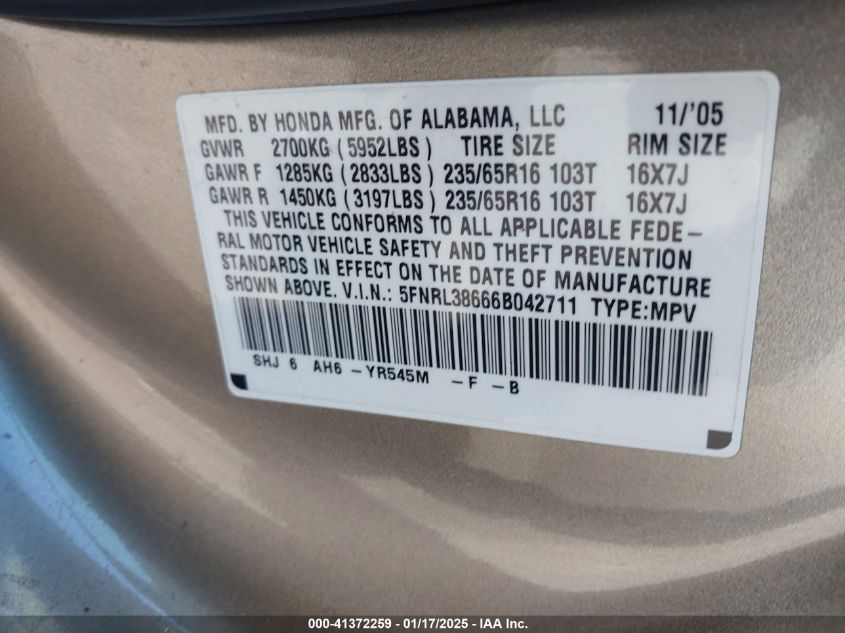 MFD. BY HONDA MFG. OF ALABAMA, LLC 11/'05
GVWR 2700KG (5952LBS) TIRE SIZE RIM SIZE
GAWR F 1285KG (2833LBS) 235/65R16 103T 16X7J
GAWR R 1450KG (3197LBS) 235/65R16 103T 16X7J
THIS VEHICLE CONFORMS TO ALL APPLICABLE FEDE-
RAL MOTOR VEHICLE SAFETY AND THEFT PREVENTION
STANDARDS IN EFFECT ON THE DATE OF MANUFACTURE
SHOWN ABOVE. V.I.N.: 5FNRL38666B042711 TYPE:MPV
SHJ 6 AH6 -YR545M -F -B
000-41372259 - 01/17/2025 - IAA Inc.